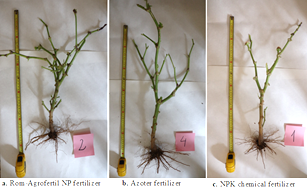 2
4
1
a. Rom-Agrofertil NP fertilizer
b. Azoter fertilizer
c. NPK chemical fertilizer